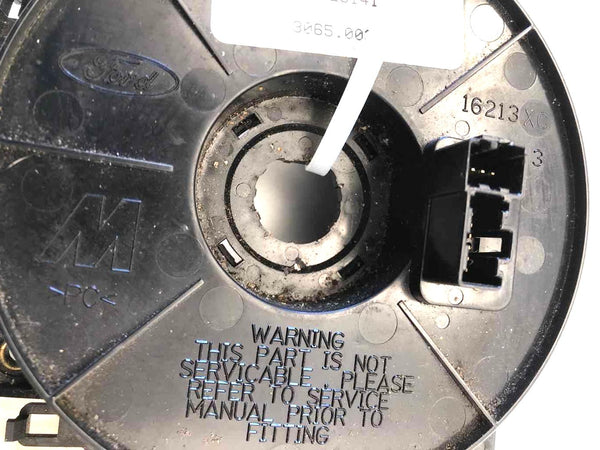 3065.00
Ford
16213X
3
M
>PC<
WARNING
THIS PART IS NOT
SERVICABLE, PLEASE
REFER TO SERVICE
MANUAL PRIOR TO
FITTING